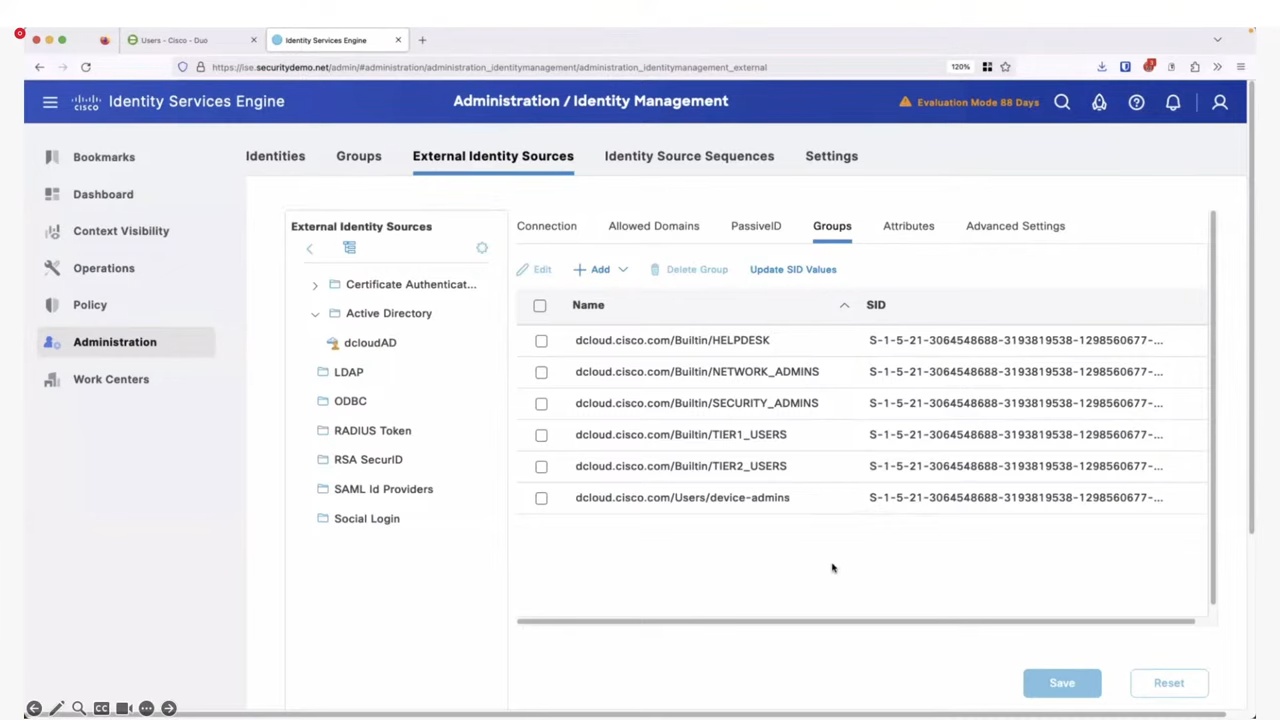 Users - Cisco - Duo
Identity Services Engine
https://ise.securitydemo.net/admin/#administration/administration_identitymanagement/administration_identitymanagement_external
120%
cisco
Identity Services Engine
Administration / Identity Management
Evaluation Mode 88 Days
Bookmarks
Dashboard
Context Visibility
Operations
Policy
Administration
Work Centers
Identities
Groups
External Identity Sources
Identity Source Sequences
Settings
External Identity Sources
Certificate Authenticat...
Active Directory
dcloudAD
LDAP
ODBC
RADIUS Token
RSA SecurID
SAML Id Providers
Social Login
Connection
Allowed Domains
PassiveID
Groups
Attributes
Advanced Settings
Edit
Add
Delete Group
Update SID Values
Name SID
dcloud.cisco.com/Builtin/HELPDESK S-1-5-21-3064548688-3193819538-1298560677-...
dcloud.cisco.com/Builtin/NETWORK_ADMINS S-1-5-21-3064548688-3193819538-1298560677-...
dcloud.cisco.com/Builtin/SECURITY_ADMINS S-1-5-21-3064548688-3193819538-1298560677-...
dcloud.cisco.com/Builtin/TIER1_USERS S-1-5-21-3064548688-3193819538-1298560677-...
dcloud.cisco.com/Builtin/TIER2_USERS S-1-5-21-3064548688-3193819538-1298560677-...
dcloud.cisco.com/Users/device-admins S-1-5-21-3064548688-3193819538-1298560677-...
Save
Reset
CC